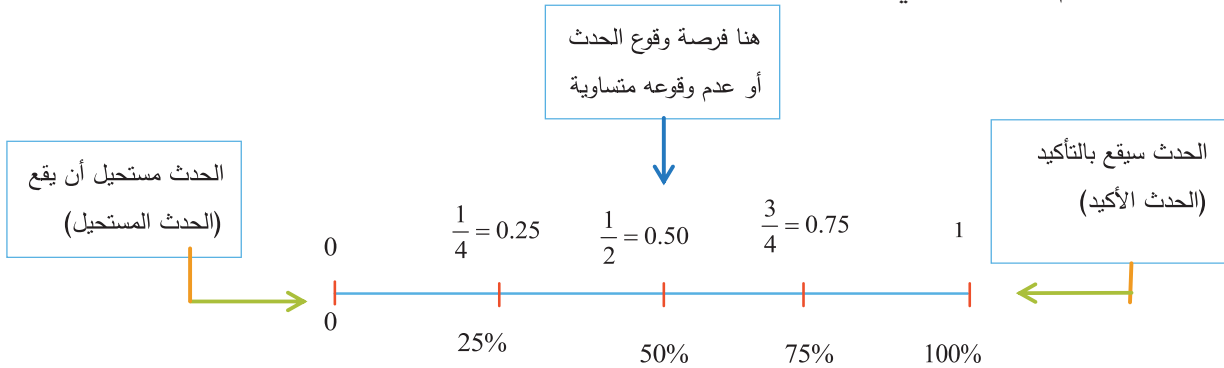 هنا فرصة وقوع الحدث
أو عدم وقوعه متساوية
الحدث سيقع بالتأكيد
(الحدث الأكيد)
الحدث مستحيل أن يقع
(الحدث المستحيل)
0
1/4 = 0.25
1/2 = 0.50
3/4 = 0.75
1
0
25%
50%
75%
100%